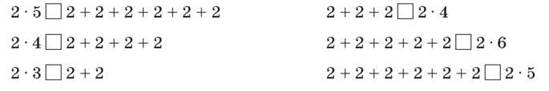 2 · 5 □ 2 + 2 + 2 + 2 + 2 + 2
2 · 4 □ 2 + 2 + 2 + 2
2 · 3 □ 2 + 2
2 + 2 + 2 □ 2 · 4
2 + 2 + 2 + 2 + 2 □ 2 · 6
2 + 2 + 2 + 2 + 2 + 2 □ 2 · 5